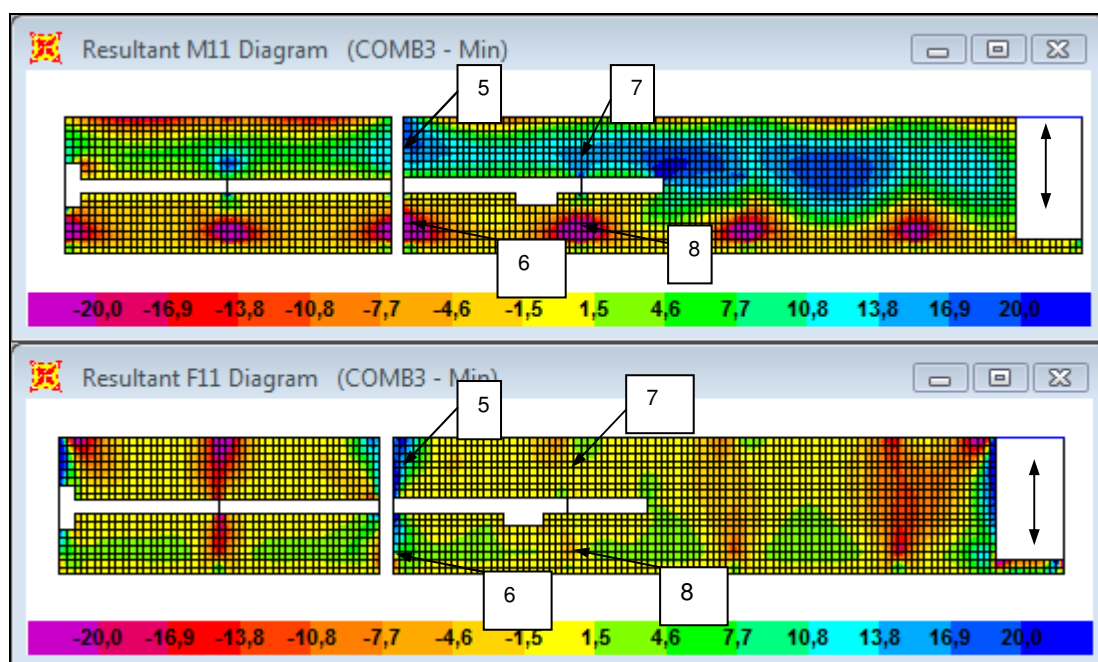 Resultant M11 Diagram (COMB3 - Min)
5
7
6
8
-20,0 -16,9 -13,8 -10,8 -7,7 -4,6 -1,5 1,5 4,6 7,7 10,8 13,8 16,9 20,0
Resultant F11 Diagram (COMB3 - Min)
5
7
6
8
-20,0 -16,9 -13,8 -10,8 -7,7 -4,6 -1,5 1,5 4,6 7,7 10,8 13,8 16,9 20,0